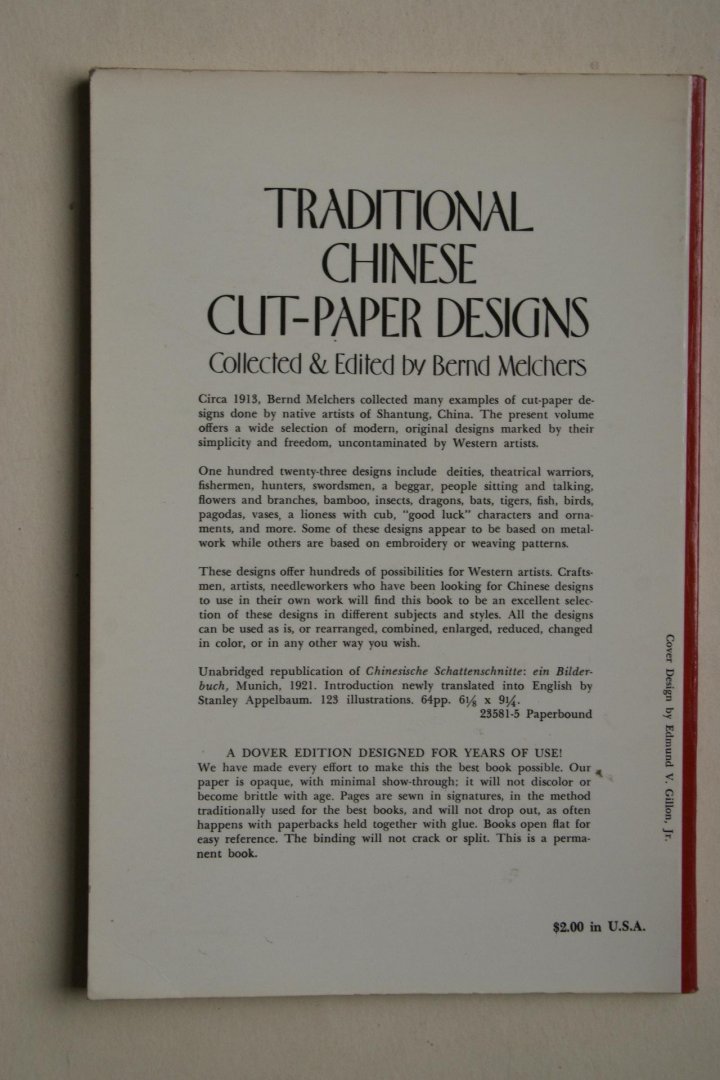 TRADITIONAL
CHINESE
CUT-PAPER DESIGNS
Collected & Edited by Bernd Melchers
Circa 1913, Bernd Melchers collected many examples of cut-paper de-
signs done by native artists of Shantung, China. The present volume
offers a wide selection of modern, original designs marked by their
simplicity and freedom, uncontaminated by Western artists.
One hundred twenty-three designs include deities, theatrical warriors,
fishermen, hunters, swordsmen, a beggar, people sitting and talking,
flowers and branches, bamboo, insects, dragons, bats, tigers, fish, birds,
pagodas, vases, a lioness with cub, "good luck" characters and orna-
ments, and more. Some of these designs appear to be based on metal-
work while others are based on embroidery or weaving patterns.
These designs offer hundreds of possibilities for Western artists. Crafts-
men, artists, needleworkers who have been looking for Chinese designs
to use in their own work will find this book to be an excellent selec-
tion of these designs in different subjects and styles. All the designs
can be used as is, or rearranged, combined, enlarged, reduced, changed
in color, or in any other way you wish.
Unabridged republication of Chinesische Schattenschnitte: ein Bilder-
buch, Munich, 1921. Introduction newly translated into English by
Stanley Appelbaum. 123 illustrations. 64pp. 6⅛ x 9¼.
23581-5 Paperbound
A DOVER EDITION DESIGNED FOR YEARS OF USE!
We have made every effort to make this the best book possible. Our
paper is opaque, with minimal show-through; it will not discolor or
become brittle with age. Pages are sewn in signatures, in the method
traditionally used for the best books, and will not drop out, as often
happens with paperbacks held together with glue. Books open flat for
easy reference. The binding will not crack or split. This is a perma-
nent book.
$2.00 in U.S.A.
Cover Design by Edmund V. Gillon, Jr.